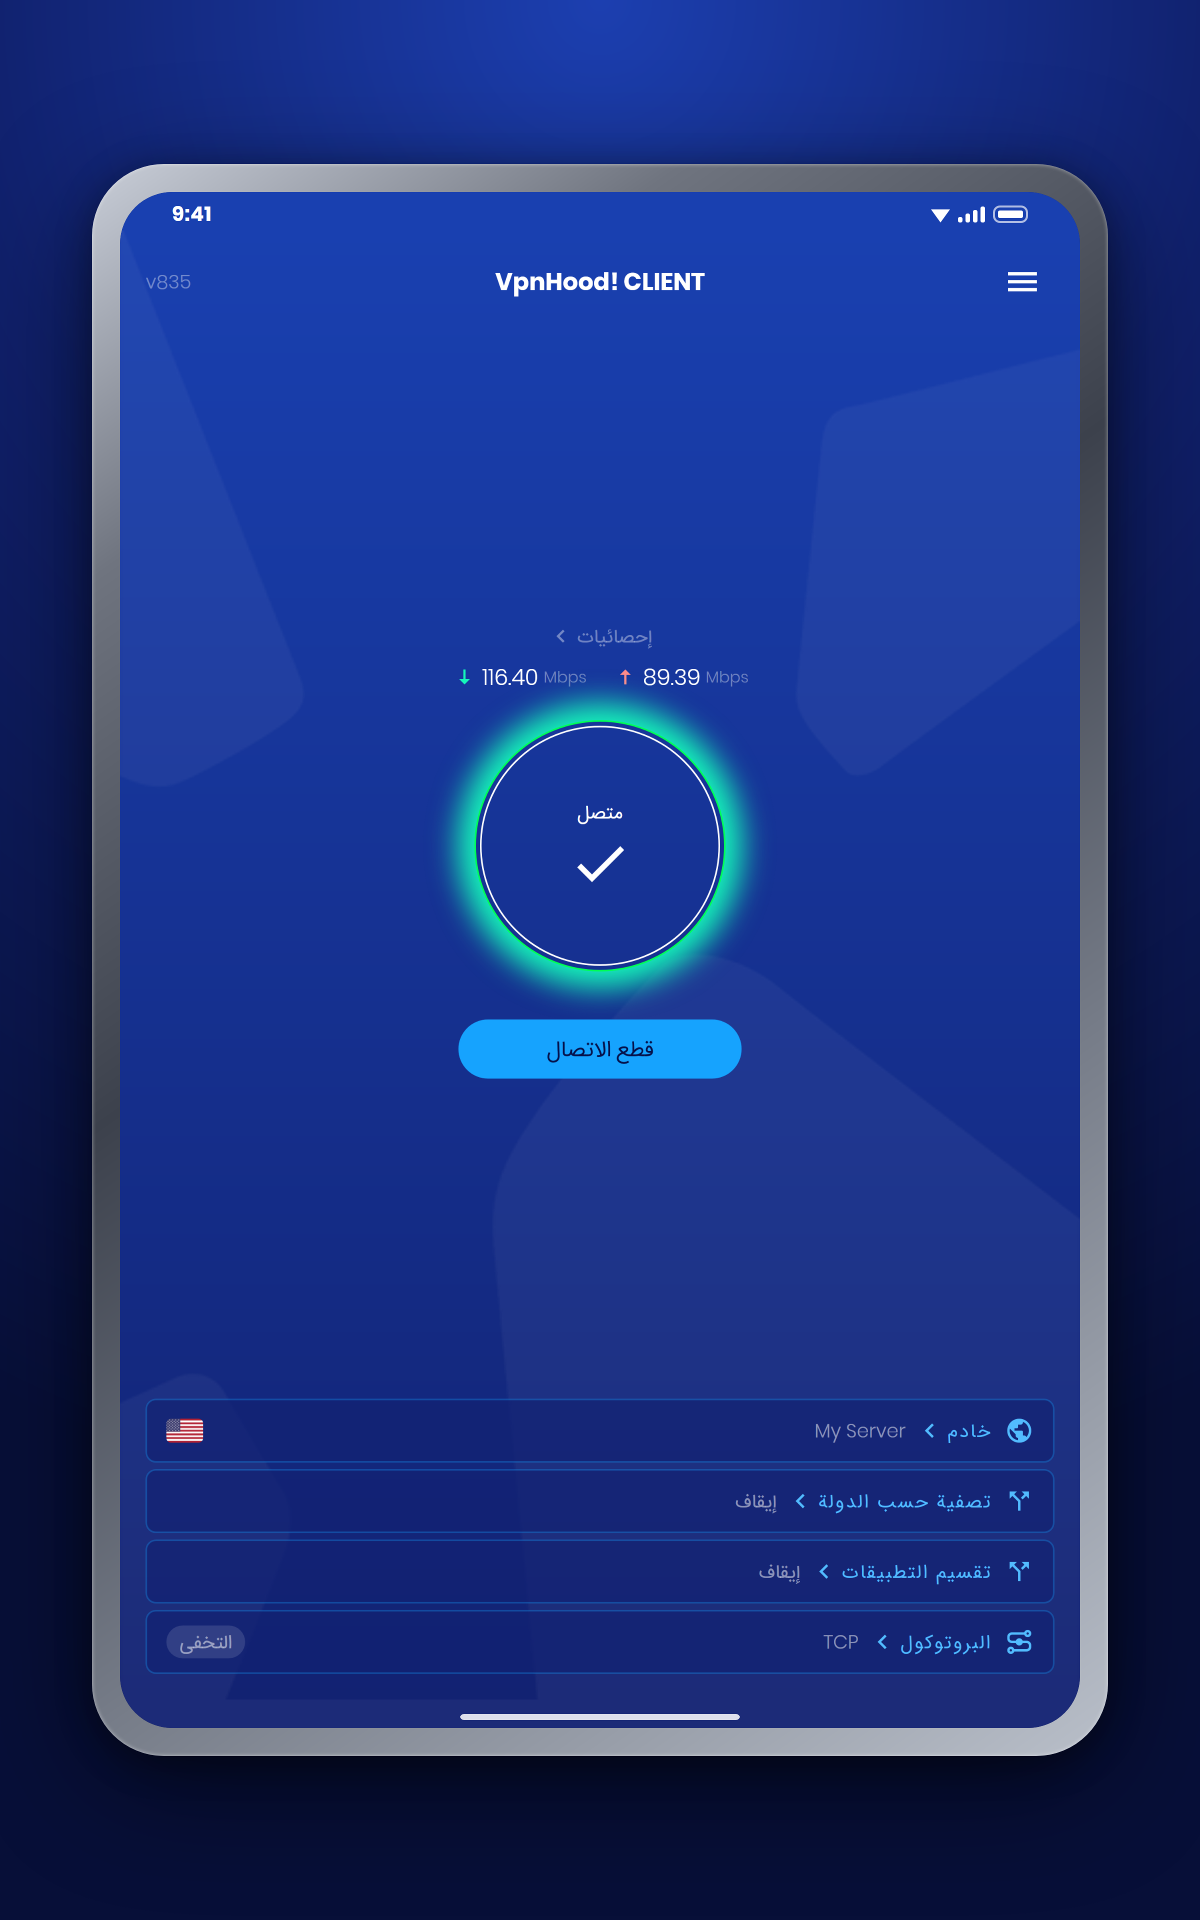 9:41
v835
VpnHood! CLIENT
إحصائيات
116.40 Mbps 89.39 Mbps
متصل
قطع الاتصال
خادم My Server
تصفية حسب الدولة إيقاف
تقسيم التطبيقات إيقاف
البروتوكول TCP التخفي